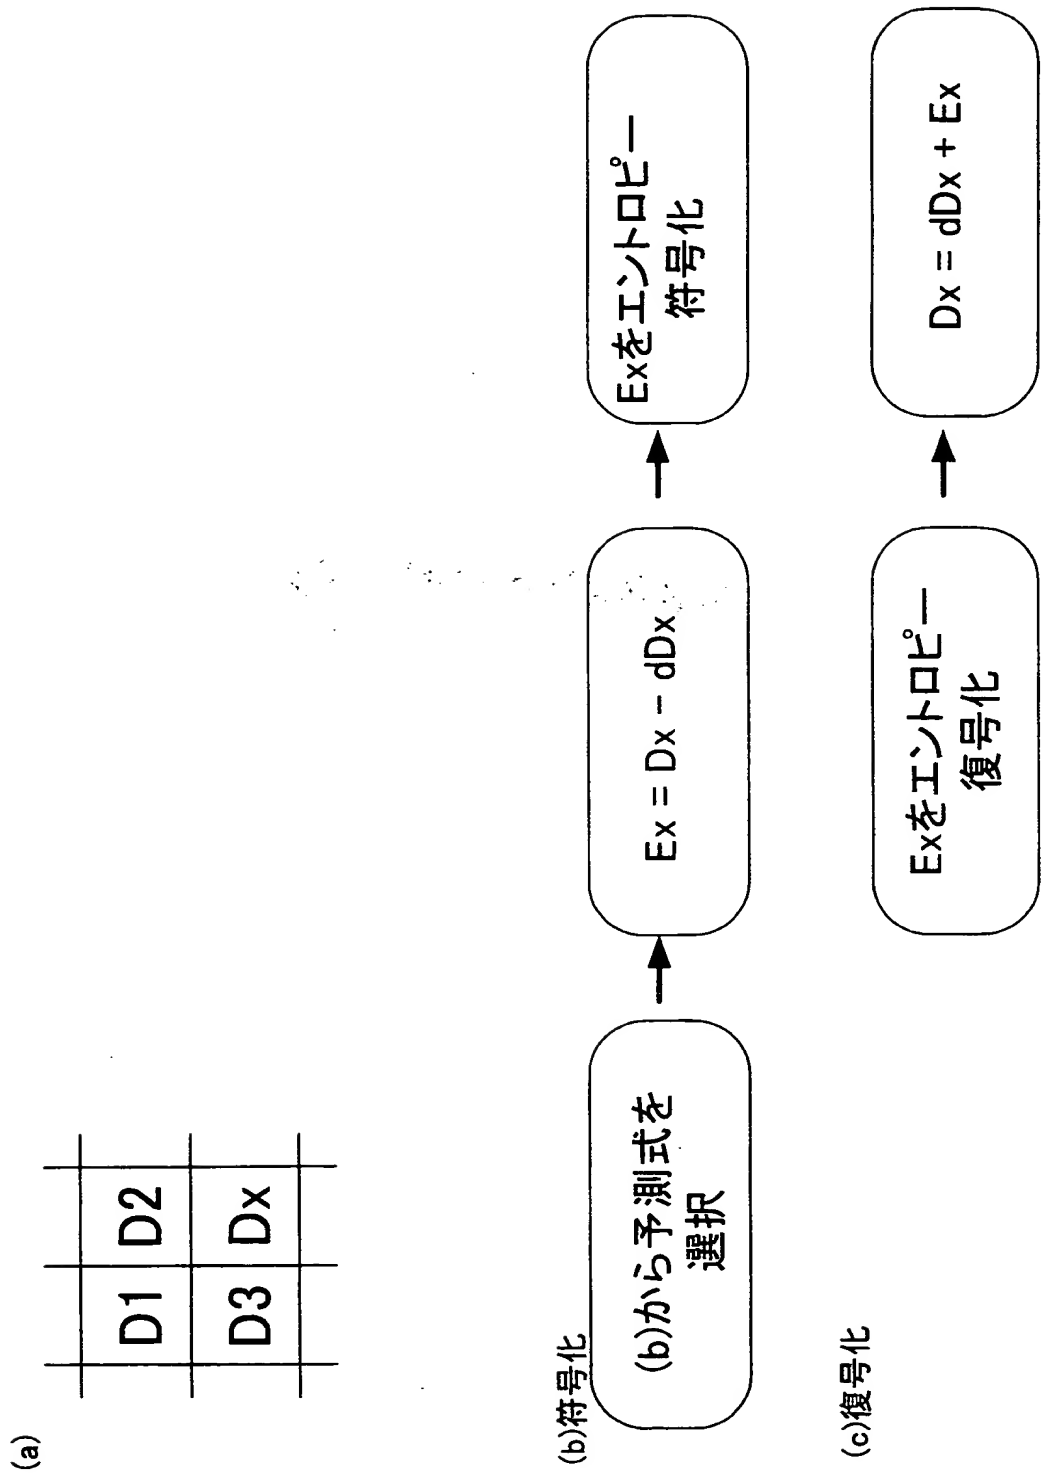 (a)
D1 D2
D3 Dx
(b)符号化
(b)から予測式を
選択
Ex = Dx − dDx
Exをエントロピー
符号化
(c)復号化
Exをエントロピー
復号化
Dx = dDx + Ex